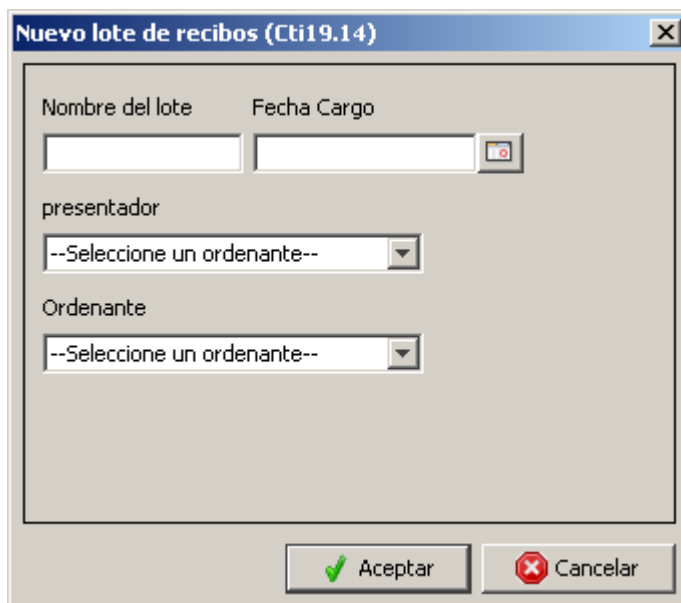 Nuevo lote de recibos (Cti19.14)
Nombre del lote Fecha Cargo
presentador
--Seleccione un ordenante--
Ordenante
--Seleccione un ordenante--
Aceptar Cancelar